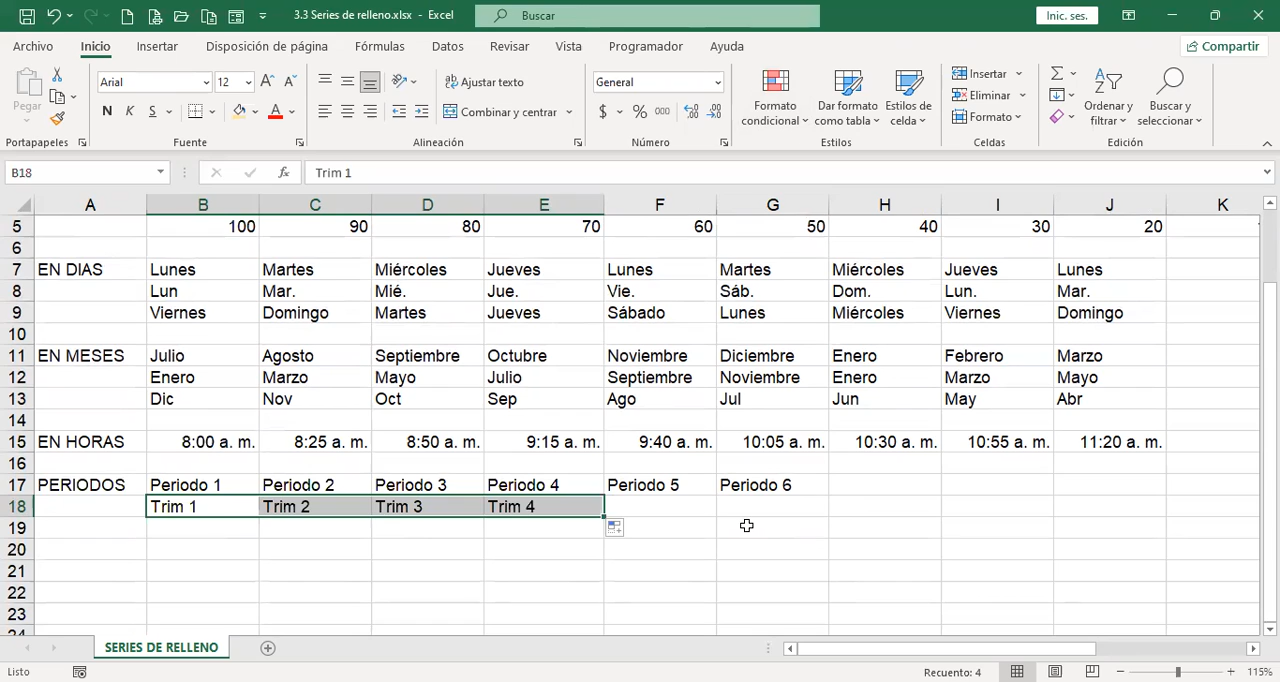 3.3 Series de relleno.xlsx - Excel
Buscar
Inic. ses.
Archivo Inicio Insertar Disposición de página Fórmulas Datos Revisar Vista Programador Ayuda
Compartir
Pegar
Portapapeles
Arial 12
N K S A
Fuente
Ajustar texto
Combinar y centrar
Alineación
General
$ % 000
Número
Formato condicional
Dar formato como tabla
Estilos de celda
Estilos
Insertar
Eliminar
Formato
Celdas
Ordenar y filtrar
Buscar y seleccionar
Edición
B18 fx Trim 1
A B C D E F G H I J K
5 100 90 80 70 60 50 40 30 20
6
7 EN DIAS Lunes Martes Miércoles Jueves Lunes Martes Miércoles Jueves Lunes
8 Lun Mar. Mié. Jue. Vie. Sáb. Dom. Lun. Mar.
9 Viernes Domingo Martes Jueves Sábado Lunes Miércoles Viernes Domingo
10
11 EN MESES Julio Agosto Septiembre Octubre Noviembre Diciembre Enero Febrero Marzo
12 Enero Marzo Mayo Julio Septiembre Noviembre Enero Marzo Mayo
13 Dic Nov Oct Sep Ago Jul Jun May Abr
14
15 EN HORAS 8:00 a. m. 8:25 a. m. 8:50 a. m. 9:15 a. m. 9:40 a. m. 10:05 a. m. 10:30 a. m. 10:55 a. m. 11:20 a. m.
16
17 PERIODOS Periodo 1 Periodo 2 Periodo 3 Periodo 4 Periodo 5 Periodo 6
18 Trim 1 Trim 2 Trim 3 Trim 4
19
20
21
22
23
SERIES DE RELLENO
Listo
Recuento: 4
115%